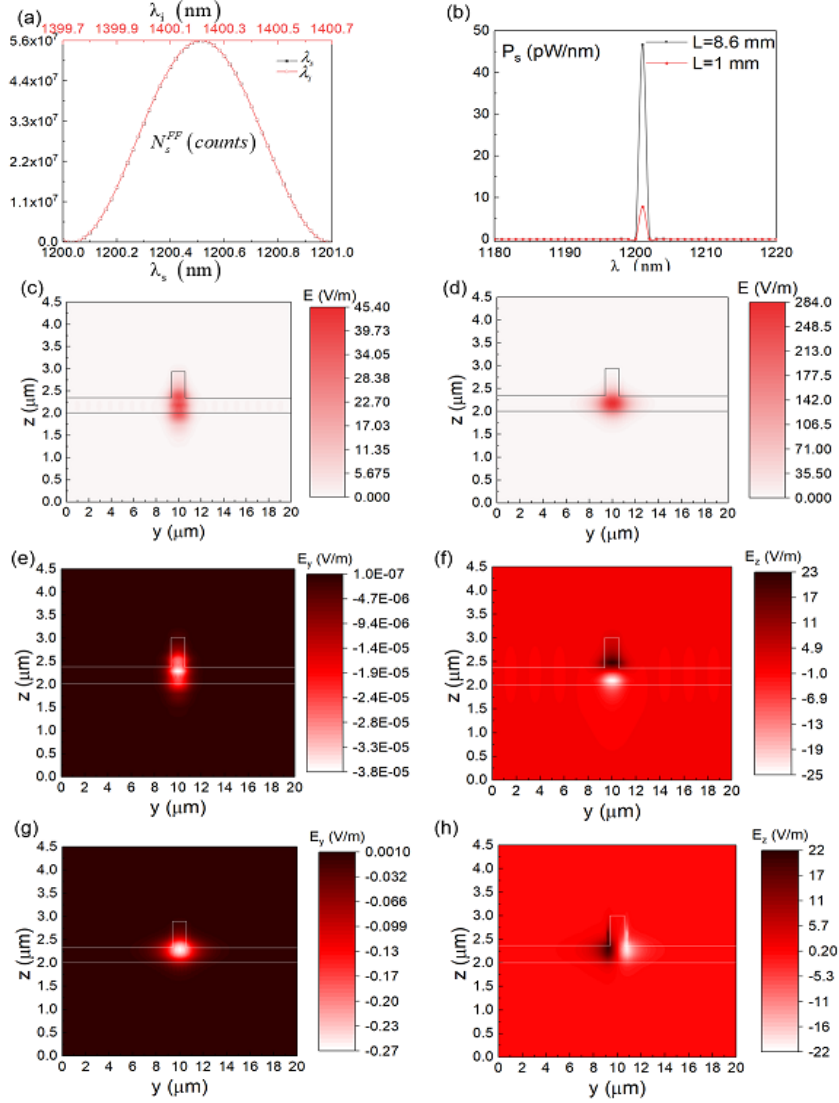 (a)
λi (nm)
1399.7 1399.9 1400.1 1400.3 1400.5 1400.7
5.6x10^7
4.4x10^7
3.3x10^7
2.2x10^7
1.1x10^7
0.0
λs
λi
N_s^FF (counts)
1200.0 1200.2 1200.4 1200.6 1200.8 1201.0
λs (nm)
(b)
Ps (pW/nm)
L=8.6 mm
L=1 mm
50
40
30
20
10
0
1180 1190 1200 1210 1220
λ (nm)
(c)
E (V/m)
4.5
4.0
3.5
3.0
2.5
2.0
1.5
1.0
0.5
0.0
z (μm)
0 2 4 6 8 10 12 14 16 18 20
y (μm)
45.40
39.73
34.05
28.38
22.70
17.03
11.35
5.675
0.000
(d)
E (V/m)
4.5
4.0
3.5
3.0
2.5
2.0
1.5
1.0
0.5
0.0
z (μm)
0 2 4 6 8 10 12 14 16 18 20
y (μm)
284.0
248.5
213.0
177.5
142.0
106.5
71.00
35.50
0.000
(e)
Ey (V/m)
4.5
4.0
3.5
3.0
2.5
2.0
1.5
1.0
0.5
0.0
z (μm)
0 2 4 6 8 10 12 14 16 18 20
y (μm)
1.0E-07
-4.7E-06
-9.4E-06
-1.4E-05
-1.9E-05
-2.4E-05
-2.8E-05
-3.3E-05
-3.8E-05
(f)
Ez (V/m)
4.5
4.0
3.5
3.0
2.5
2.0
1.5
1.0
0.5
0.0
z (μm)
0 2 4 6 8 10 12 14 16 18 20
y (μm)
23
17
11
5
-1
-7
-13
-19
-25
(g)
Ey (V/m)
4.5
4.0
3.5
3.0
2.5
2.0
1.5
1.0
0.5
0.0
z (μm)
0 2 4 6 8 10 12 14 16 18 20
y (μm)
0.0010
-0.032
-0.066
-0.099
-0.13
-0.17
-0.20
-0.23
-0.27
(h)
Ez (V/m)
4.5
4.0
3.5
3.0
2.5
2.0
1.5
1.0
0.5
0.0
z (μm)
0 2 4 6 8 10 12 14 16 18 20
y (μm)
22
17
11
5
0
-5
-11
-16
-22